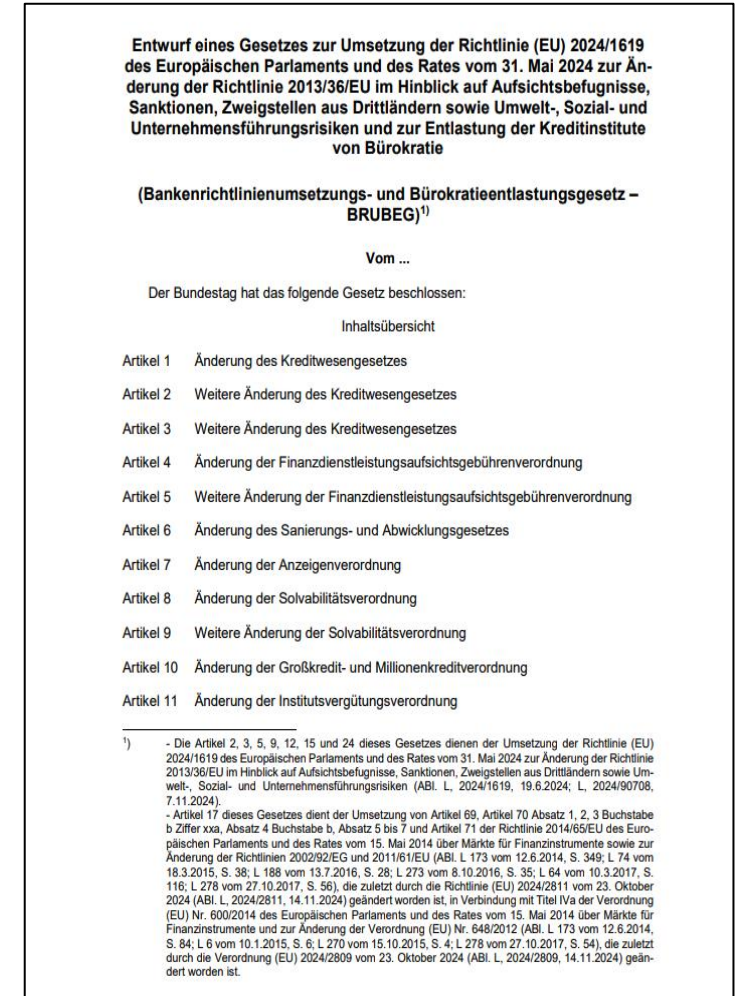 Entwurf eines Gesetzes zur Umsetzung der Richtlinie (EU) 2024/1619
des Europäischen Parlaments und des Rates vom 31. Mai 2024 zur Än-
derung der Richtlinie 2013/36/EU im Hinblick auf Aufsichtsbefugnisse,
Sanktionen, Zweigstellen aus Drittländern sowie Umwelt-, Sozial- und
Unternehmensführungsrisiken und zur Entlastung der Kreditinstitute
von Bürokratie
(Bankenrichtlinienumsetzungs- und Bürokratieentlastungsgesetz –
BRUBEG)1)
Vom ...
Der Bundestag hat das folgende Gesetz beschlossen:
Inhaltsübersicht
Artikel 1 Änderung des Kreditwesengesetzes
Artikel 2 Weitere Änderung des Kreditwesengesetzes
Artikel 3 Weitere Änderung des Kreditwesengesetzes
Artikel 4 Änderung der Finanzdienstleistungsaufsichtsgebührenverordnung
Artikel 5 Weitere Änderung der Finanzdienstleistungsaufsichtsgebührenverordnung
Artikel 6 Änderung des Sanierungs- und Abwicklungsgesetzes
Artikel 7 Änderung der Anzeigenverordnung
Artikel 8 Änderung der Solvabilitätsverordnung
Artikel 9 Weitere Änderung der Solvabilitätsverordnung
Artikel 10 Änderung der Großkredit- und Millionenkreditverordnung
Artikel 11 Änderung der Institutsvergütungsverordnung
1) - Die Artikel 2, 3, 5, 9, 12, 15 und 24 dieses Gesetzes dienen der Umsetzung der Richtlinie (EU)
2024/1619 des Europäischen Parlaments und des Rates vom 31. Mai 2024 zur Änderung der Richtlinie
2013/36/EU im Hinblick auf Aufsichtsbefugnisse, Sanktionen, Zweigstellen aus Drittländern sowie Um-
welt-, Sozial- und Unternehmensführungsrisiken (ABl. L, 2024/1619, 19.6.2024; L, 2024/90708,
7.11.2024).
- Artikel 17 dieses Gesetzes dient der Umsetzung von Artikel 69, Artikel 70 Absatz 1, 2, 3 Buchstabe
b Ziffer xxa, Absatz 4 Buchstabe b, Absatz 5 bis 7 und Artikel 71 der Richtlinie 2014/65/EU des Euro-
päischen Parlaments und des Rates vom 15. Mai 2014 über Märkte für Finanzinstrumente sowie zur
Änderung der Richtlinien 2002/92/EG und 2011/61/EU (ABl. L 173 vom 12.6.2014, S. 349; L 74 vom
18.3.2015, S. 38; L 188 vom 13.7.2016, S. 28; L 273 vom 8.10.2016, S. 35; L 64 vom 10.3.2017, S.
116; L 278 vom 27.10.2017, S. 56), die zuletzt durch die Richtlinie (EU) 2024/2811 vom 23. Oktober
2024 (ABl. L, 2024/2811, 14.11.2024) geändert worden ist, in Verbindung mit Titel IVa der Verordnung
(EU) Nr. 600/2014 des Europäischen Parlaments und des Rates vom 15. Mai 2014 über Märkte für
Finanzinstrumente und zur Änderung der Verordnung (EU) Nr. 648/2012 (ABl. L 173 vom 12.6.2014,
S. 84; L 6 vom 10.1.2015, S. 6; L 270 vom 15.10.2015, S. 4; L 278 vom 27.10.2017, S. 54), die zuletzt
durch die Verordnung (EU) 2024/2809 vom 23. Oktober 2024 (ABl. L, 2024/2809, 14.11.2024) geän-
dert worden ist.